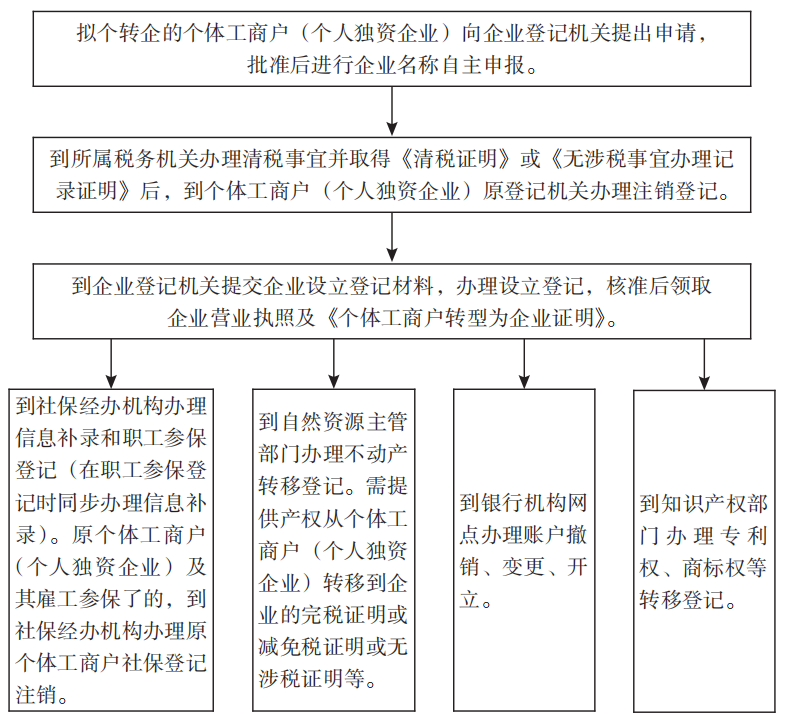 拟个转企的个体工商户（个人独资企业）向企业登记机关提出申请，
批准后进行企业名称自主申报。
到所属税务机关办理清税事宜并取得《清税证明》或《无涉税事宜办理记
录证明》后，到个体工商户（个人独资企业）原登记机关办理注销登记。
到企业登记机关提交企业设立登记材料，办理设立登记，核准后领取
企业营业执照及《个体工商户转型为企业证明》。
到社保经办机构办理
信息补录和职工参保
登记（在职工参保登
记时同步办理信息补
录）。原个体工商户
（个人独资企业）及
其雇工参保了的，到
社保经办机构办理原
个体工商户社保登记
注销。
到自然资源主管
部门办理不动产
转移登记。需提
供产权从个体工
商户（个人独资
企业）转移到企
业的完税证明或
减免税证明或无
涉税证明等。
到银行机构网
点办理账户撤
销、变更、开
立。
到知识产权部
门办理专利
权、商标权等
转移登记。